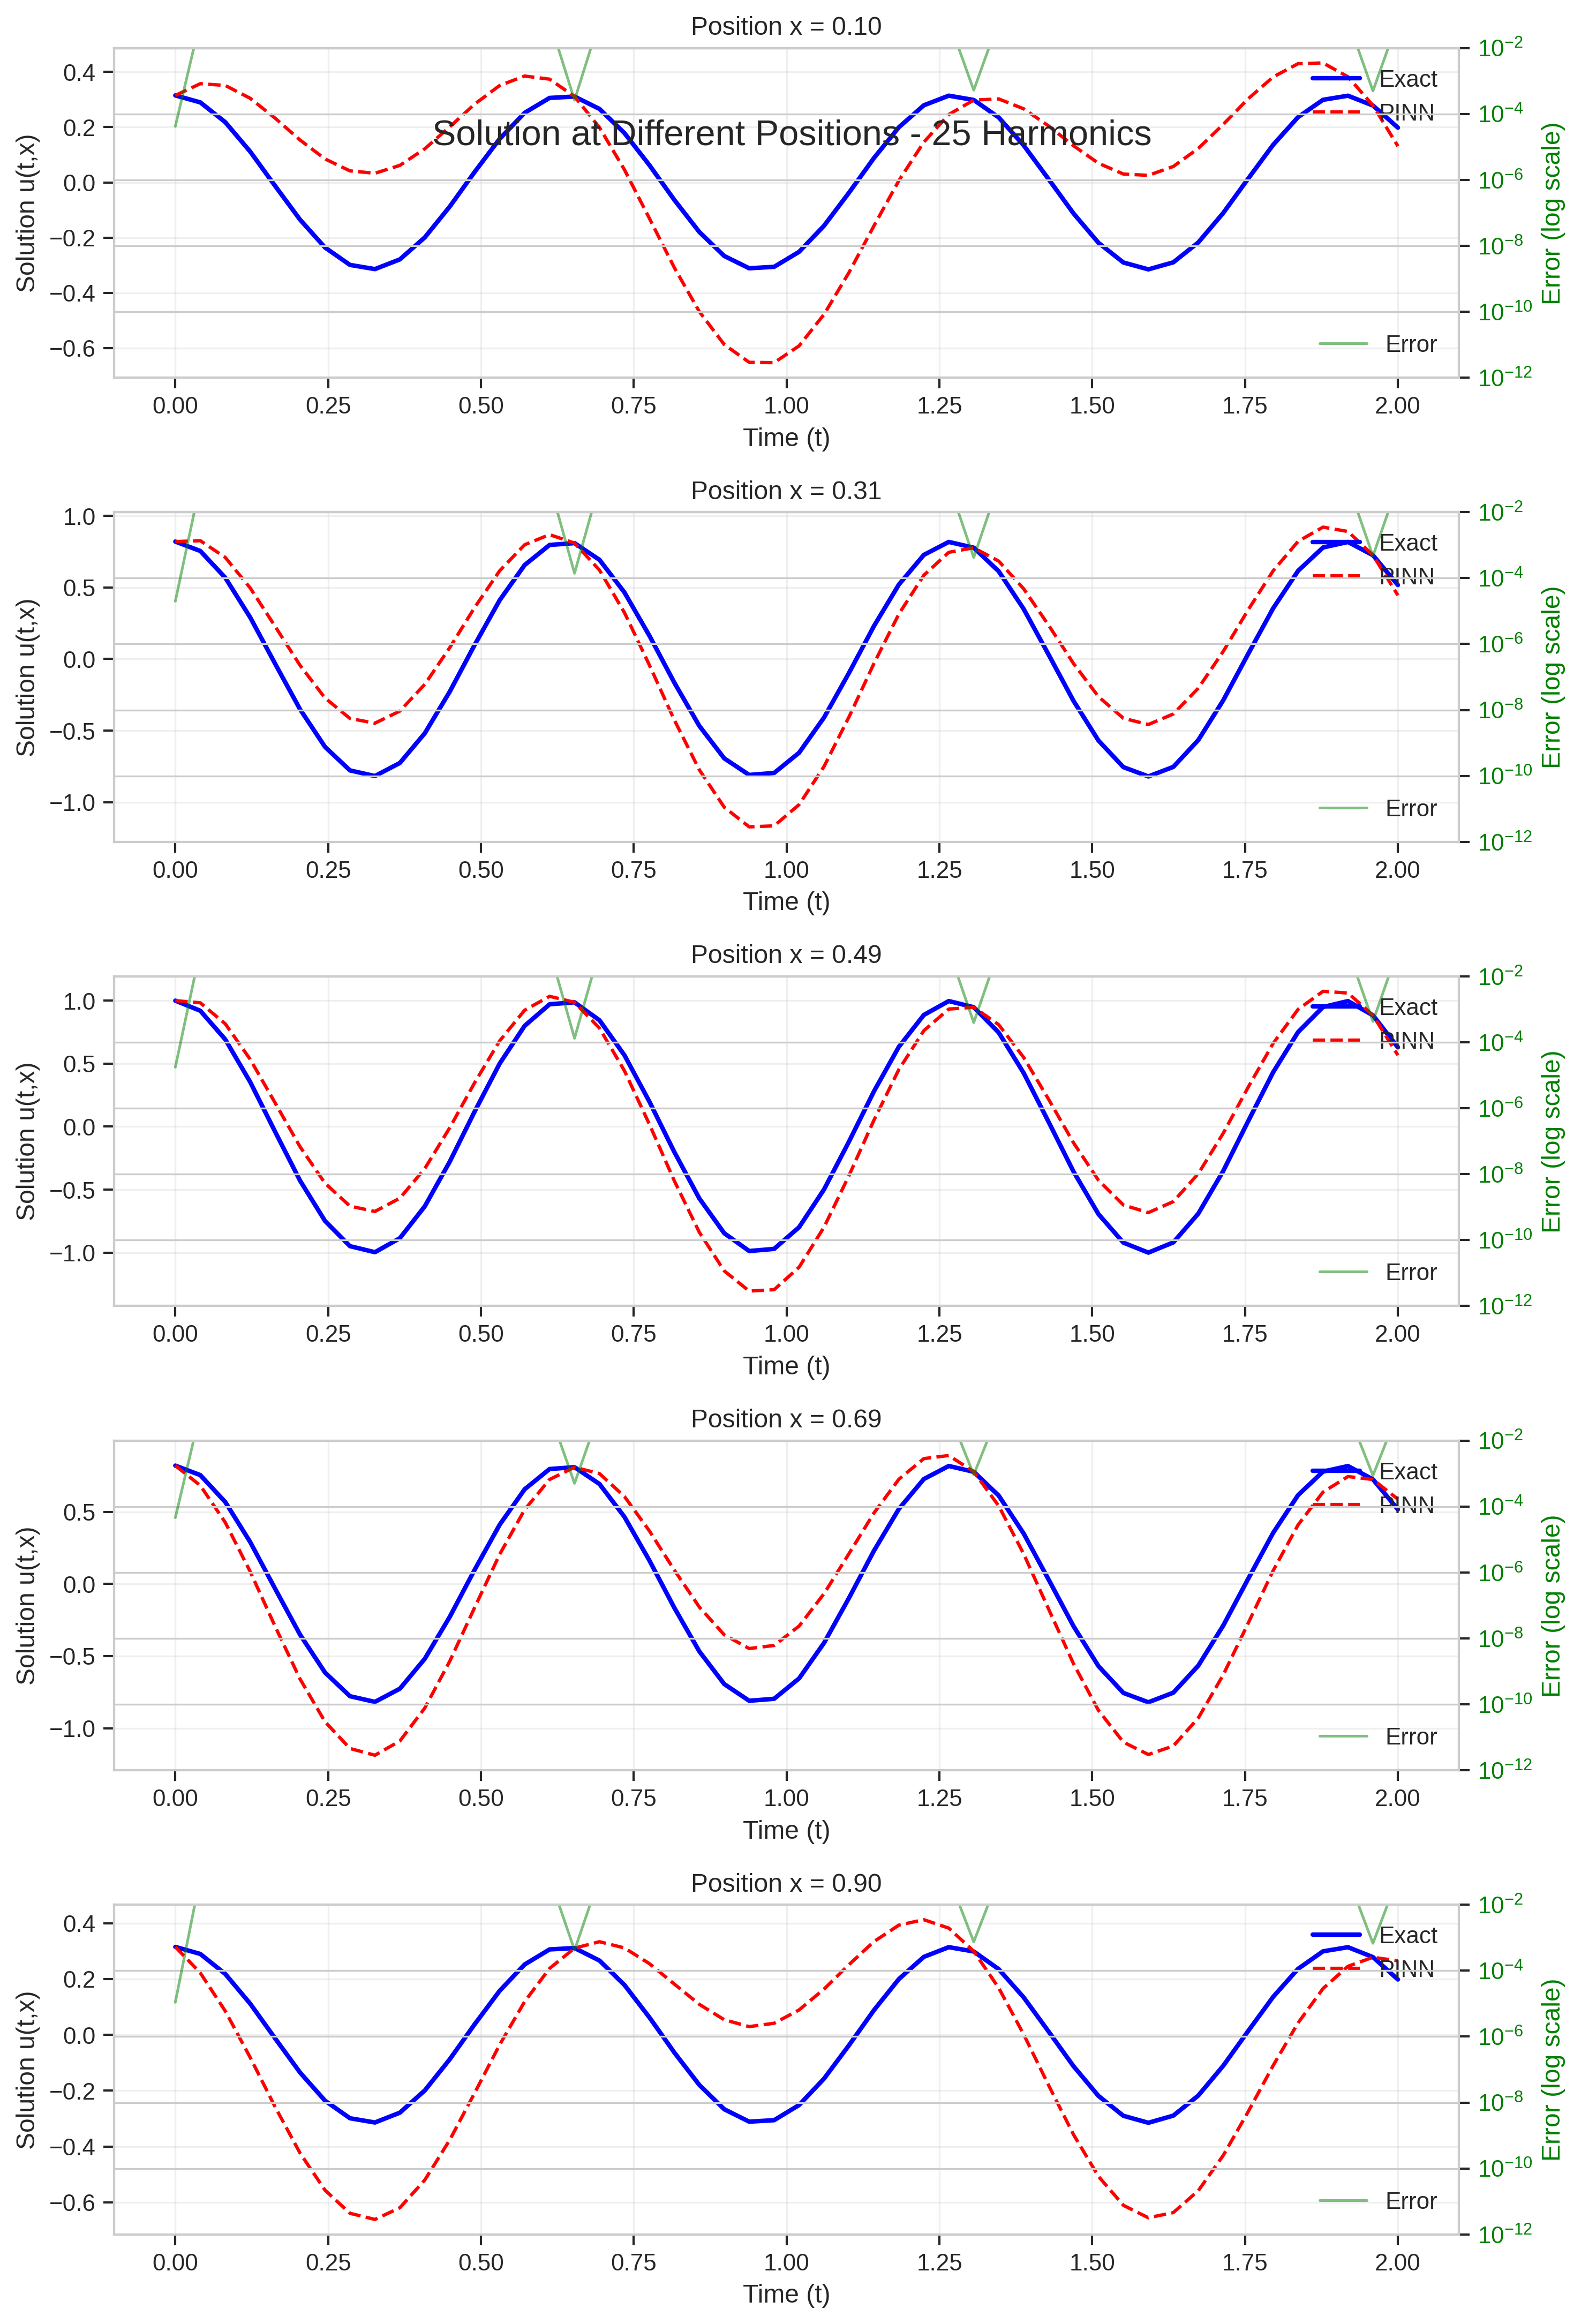 Position x = 0.10
Solution at Different Positions - 25 Harmonics
Solution u(t,x)
0.4
0.2
0.0
−0.2
−0.4
−0.6
Exact
PINN
Error
10−2
10−4
10−6
10−8
10−10
10−12
Error (log scale)
0.00 0.25 0.50 0.75 1.00 1.25 1.50 1.75 2.00
Time (t)
Position x = 0.31
Solution u(t,x)
1.0
0.5
0.0
−0.5
−1.0
Exact
PINN
Error
10−2
10−4
10−6
10−8
10−10
10−12
Error (log scale)
0.00 0.25 0.50 0.75 1.00 1.25 1.50 1.75 2.00
Time (t)
Position x = 0.49
Solution u(t,x)
1.0
0.5
0.0
−0.5
−1.0
Exact
PINN
Error
10−2
10−4
10−6
10−8
10−10
10−12
Error (log scale)
0.00 0.25 0.50 0.75 1.00 1.25 1.50 1.75 2.00
Time (t)
Position x = 0.69
Solution u(t,x)
0.5
0.0
−0.5
−1.0
Exact
PINN
Error
10−2
10−4
10−6
10−8
10−10
10−12
Error (log scale)
0.00 0.25 0.50 0.75 1.00 1.25 1.50 1.75 2.00
Time (t)
Position x = 0.90
Solution u(t,x)
0.4
0.2
0.0
−0.2
−0.4
−0.6
Exact
PINN
Error
10−2
10−4
10−6
10−8
10−10
10−12
Error (log scale)
0.00 0.25 0.50 0.75 1.00 1.25 1.50 1.75 2.00
Time (t)